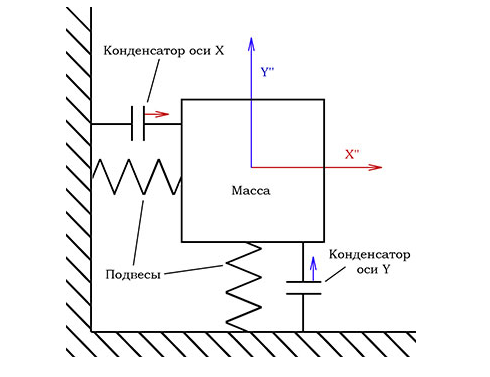 Конденсатор оси X
Y"
X"
Масса
Конденсатор
оси Y
Подвесы